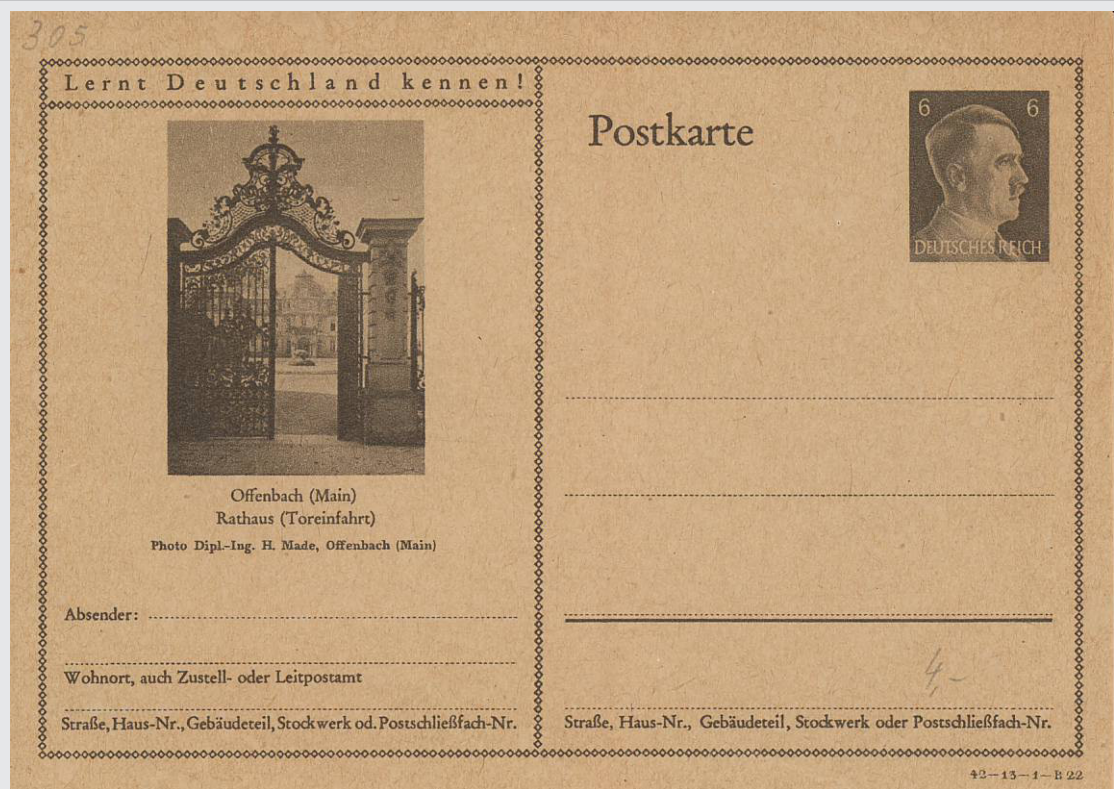 305
Lernt Deutschland kennen!
Offenbach (Main)
Rathaus (Toreinfahrt)
Photo Dipl.-Ing. H. Made, Offenbach (Main)
Absender:
Wohnort, auch Zustell- oder Leitpostamt
Straße, Haus-Nr., Gebäudeteil, Stockwerk od. Postschließfach-Nr.
Postkarte
6 6
DEUTSCHES REICH
4,-
Straße, Haus-Nr., Gebäudeteil, Stockwerk oder Postschließfach-Nr.
42-13-1-B 22